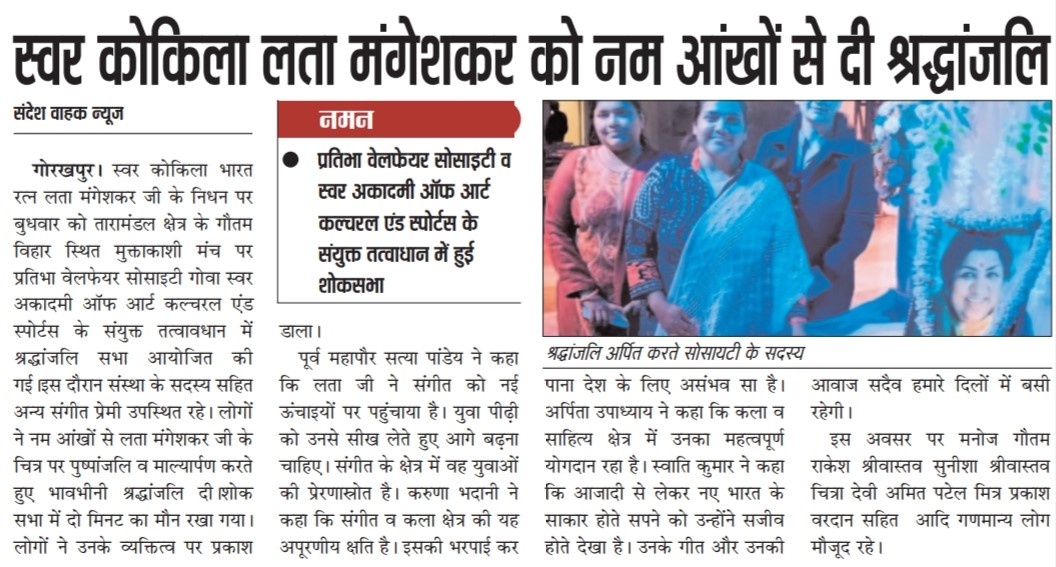 स्वर कोकिला लता मंगेशकर को नम आंखों से दी श्रद्धांजलि
संदेश वाहक न्यूज
गोरखपुर। स्वर कोकिला भारत
रत्न लता मंगेशकर जी के निधन पर
बुधवार को तारामंडल क्षेत्र के गौतम
विहार स्थित मुक्ताकाशी मंच पर
प्रतिभा वेलफेयर सोसाइटी गोवा स्वर
अकादमी ऑफ आर्ट कल्चरल एंड
स्पोर्टस के संयुक्त तत्वावधान में
श्रद्धांजलि सभा आयोजित की
गई।इस दौरान संस्था के सदस्य सहित
अन्य संगीत प्रेमी उपस्थित रहे। लोगों
ने नम आंखों से लता मंगेशकर जी के
चित्र पर पुष्पांजलि व माल्यार्पण करते
हुए भावभीनी श्रद्धांजलि दी।शोक
सभा में दो मिनट का मौन रखा गया।
लोगों ने उनके व्यक्तित्व पर प्रकाश
नमन
● प्रतिभा वेलफेयर सोसाइटी व
स्वर अकादमी ऑफ आर्ट
कल्चरल एंड स्पोर्टस के
संयुक्त तत्वाधान में हुई
शोकसभा
डाला।
पूर्व महापौर सत्या पांडेय ने कहा
कि लता जी ने संगीत को नई
ऊंचाइयों पर पहुंचाया है। युवा पीढ़ी
को उनसे सीख लेते हुए आगे बढ़ना
चाहिए। संगीत के क्षेत्र में वह युवाओं
की प्रेरणास्रोत है। करुणा भदानी ने
कहा कि संगीत व कला क्षेत्र की यह
अपूरणीय क्षति है। इसकी भरपाई कर
श्रद्धांजलि अर्पित करते सोसायटी के सदस्य
पाना देश के लिए असंभव सा है।
अर्पिता उपाध्याय ने कहा कि कला व
साहित्य क्षेत्र में उनका महत्वपूर्ण
योगदान रहा है। स्वाति कुमार ने कहा
कि आजादी से लेकर नए भारत के
साकार होते सपने को उन्होंने सजीव
होते देखा है। उनके गीत और उनकी
आवाज सदैव हमारे दिलों में बसी
रहेगी।
इस अवसर पर मनोज गौतम
राकेश श्रीवास्तव सुनीशा श्रीवास्तव
चित्रा देवी अमित पटेल मित्र प्रकाश
वरदान सहित आदि गणमान्य लोग
मौजूद रहे।